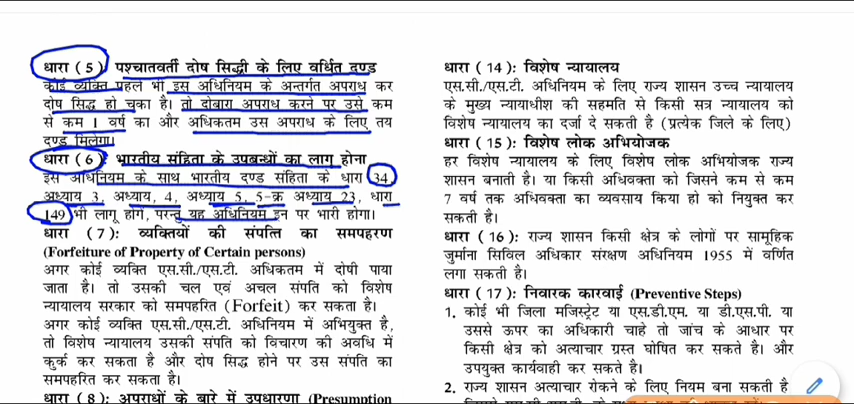 धारा ( 5 ) पश्चातवर्ती दोष सिद्धी के लिए वर्धित दण्ड
कोई व्यक्ति पहले भी इस अधिनियम के अन्तर्गत अपराध कर
दोष सिद्ध हो चुका है। तो दोबारा अपराध करने पर उसे कम
से कम 1 वर्ष का और अधिकतम उस अपराध के लिए तय
दण्ड मिलेगा।
धारा ( 6 ) भारतीय संहिता के उपबन्धों का लागू होना
इस अधिनियम के साथ भारतीय दण्ड संहिता के धारा 34,
अध्याय 3, अध्याय, 4, अध्याय 5, 5-क्र अध्याय 23, धारा
149 भी लागू होंगे, परन्तु यह अधिनियम इन पर भारी होगा।
धारा ( 7 ): व्यक्तियों की संपत्ति का समपहरण
(Forfeiture of Property of Certain persons)
अगर कोई व्यक्ति एस.सी./एस.टी. अधिकतम में दोषी पाया
जाता है। तो उसकी चल एवं अचल संपति को विशेष
न्यायालय सरकार को समपहरित (Forfeit) कर सकता है।
अगर कोई व्यक्ति एस.सी./एस.टी. अधिनियम में अभियुक्त है,
तो विशेष न्यायालय उसकी संपति को विचारण की अवधि में
कुर्क कर सकता है और दोष सिद्ध होने पर उस संपति का
समपहरित कर सकता है।
धारा ( 8 ): अपराधों के बारे में उपधारणा (Presumption
धारा ( 14 ): विशेष न्यायालय
एस.सी./एस.टी. अधिनियम के लिए राज्य शासन उच्च न्यायालय
के मुख्य न्यायाधीश की सहमति से किसी सत्र न्यायालय को
विशेष न्यायालय का दर्जा दे सकती है (प्रत्येक जिले के लिए)
धारा ( 15 ): विशेष लोक अभियोजक
हर विशेष न्यायालय के लिए विशेष लोक अभियोजक राज्य
शासन बनाती है। या किसी अधिवक्ता को जिसने कम से कम
7 वर्ष तक अधिवक्ता का व्यवसाय किया हो को नियुक्त कर
सकती है।
धारा ( 16 ): राज्य शासन किसी क्षेत्र के लोगों पर सामूहिक
जुर्माना सिविल अधिकार संरक्षण अधिनियम 1955 में वर्णित
लगा सकती है।
धारा ( 17 ): निवारक कारवाई (Preventive Steps)
1. कोई भी जिला मजिस्ट्रेट या एस.डी.एम. या डी.एस.पी. या
उससे ऊपर का अधिकारी चाहे तो जांच के आधार पर
किसी क्षेत्र को अत्याचार ग्रस्त घोषित कर सकते है। और
उपयुक्त कार्यवाही कर सकते है।
2. राज्य शासन अत्याचार रोकने के लिए नियम बना सकती है